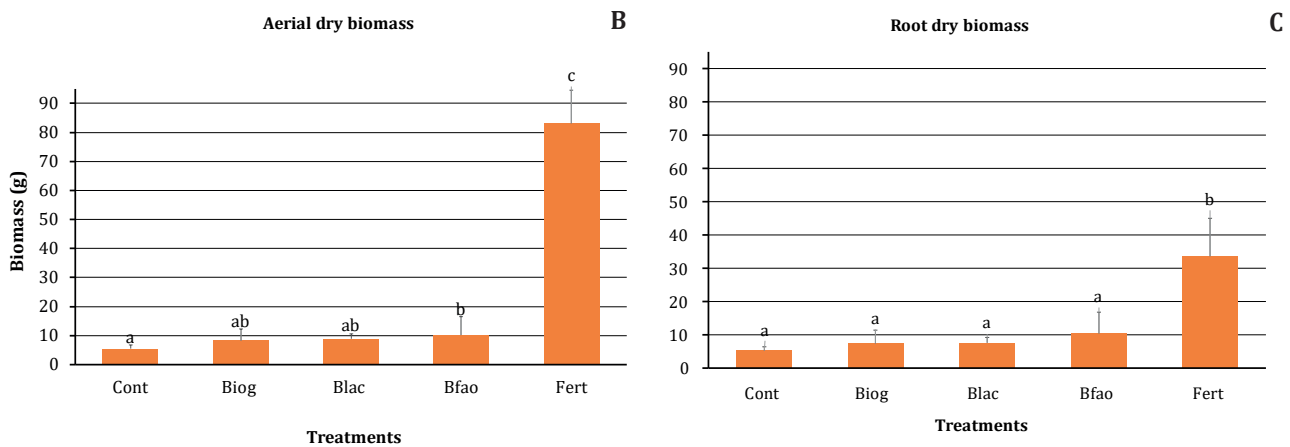 Aerial dry biomass
B
c
90
80
70
60
50
40
30
20
10
0
Biomass (g)
a
ab
ab
b
Cont
Biog
Blac
Bfao
Fert
Treatments
Root dry biomass
C
90
80
70
60
50
40
30
20
10
0
a
a
a
a
b
Cont
Biog
Blac
Bfao
Fert
Treatments